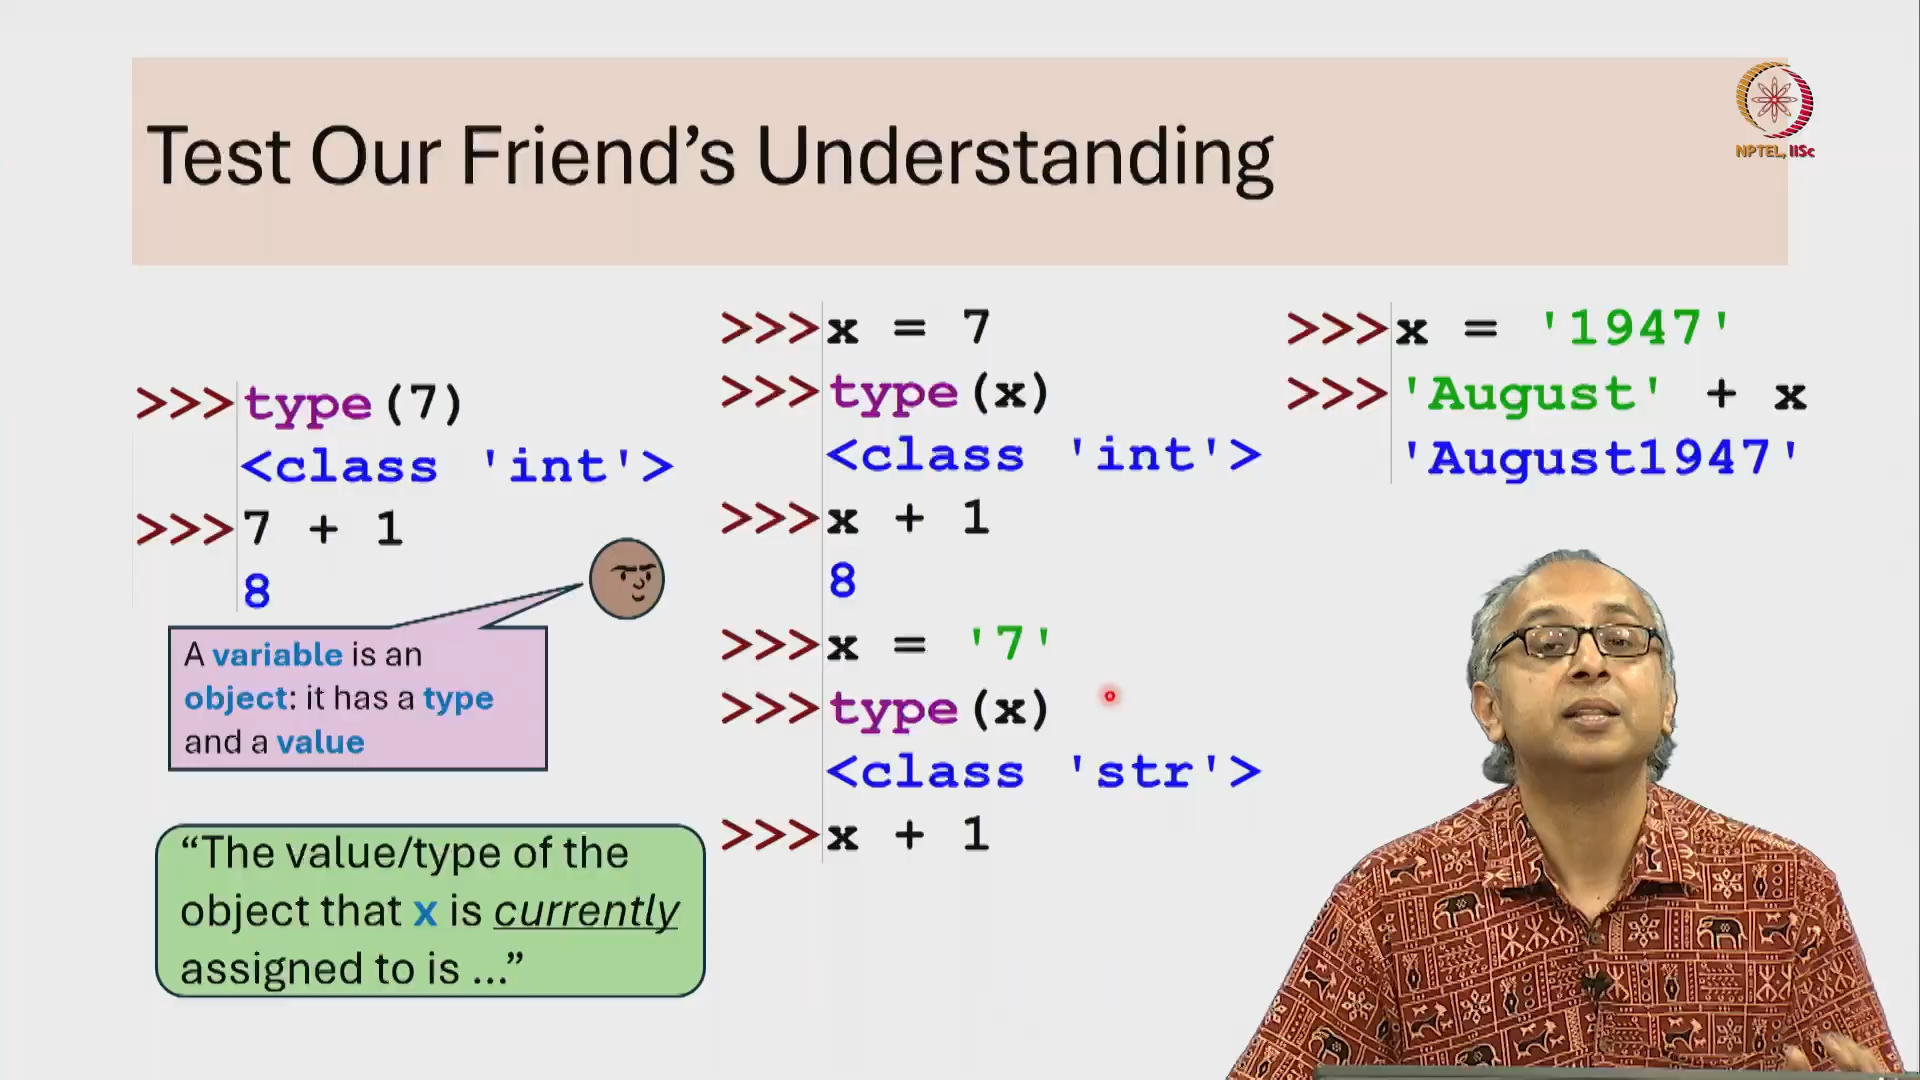 Test Our Friend’s Understanding
NPTEL, IISc
>>>type(7)
<class 'int'>
>>>7 + 1
8
A variable is an
object: it has a type
and a value
“The value/type of the
object that x is currently
assigned to is ...”
>>>x = 7
>>>type(x)
<class 'int'>
>>>x + 1
8
>>>x = '7'
>>>type(x)
<class 'str'>
>>>x + 1
>>>x = '1947'
>>>'August' + x
'August1947'